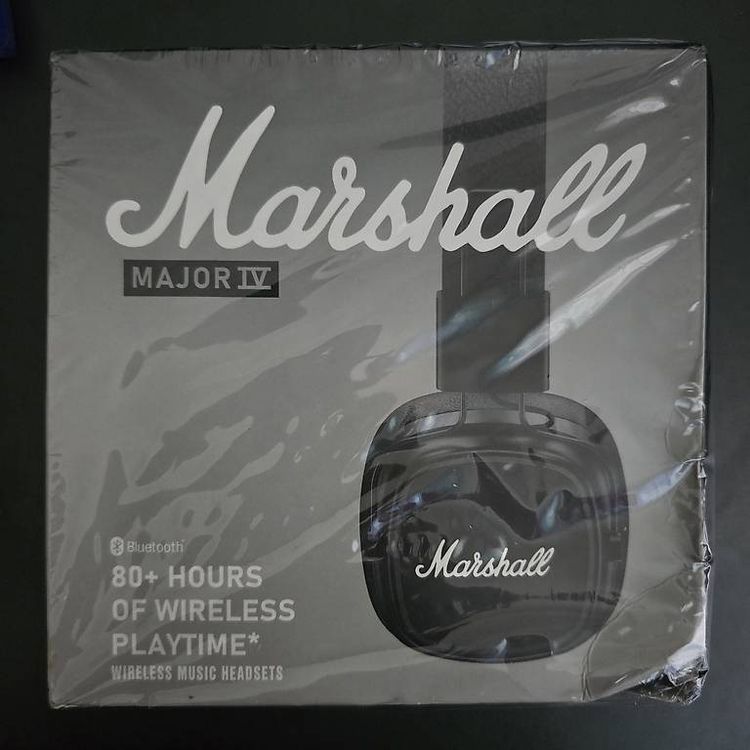 Marshall
MAJOR IV
Bluetooth
80+ HOURS
OF WIRELESS
PLAYTIME*
WIRELESS MUSIC HEADSETS
Marshall